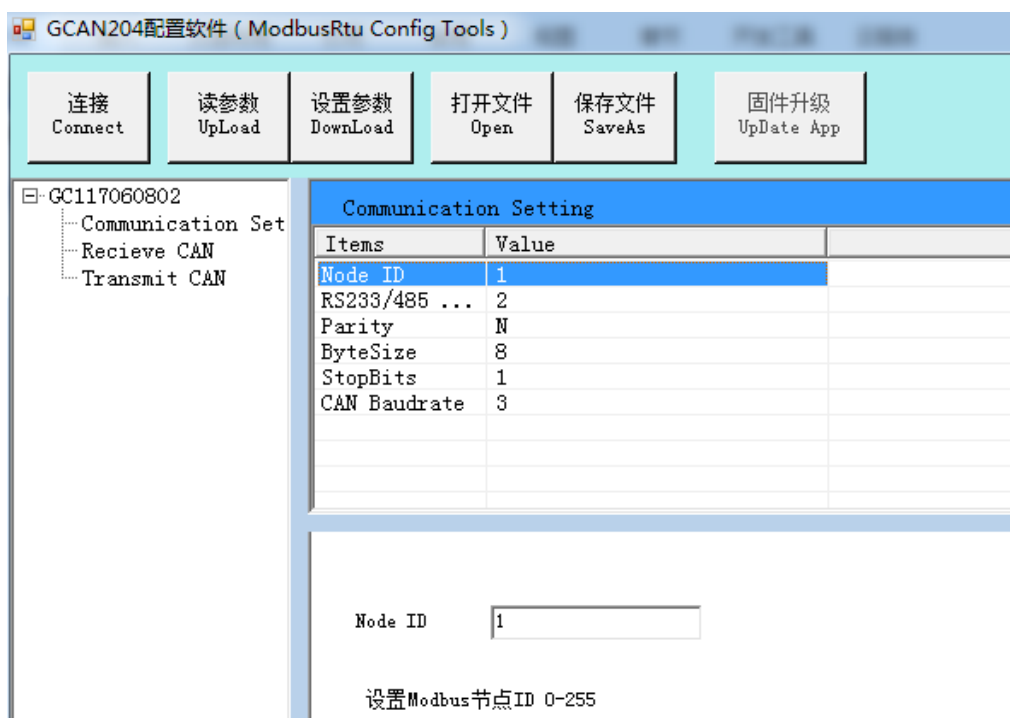 GCAN204配置软件（ModbusRtu Config Tools）
连接 读参数 设置参数 打开文件 保存文件 固件升级
Connect UpLoad DownLoad Open SaveAs UpDate App
GC117060802
Communication Set
Recieve CAN
Transmit CAN
Communication Setting
Items Value
Node ID 1
RS233/485 ... 2
Parity N
ByteSize 8
StopBits 1
CAN Baudrate 3
Node ID 1
设置Modbus节点ID 0-255